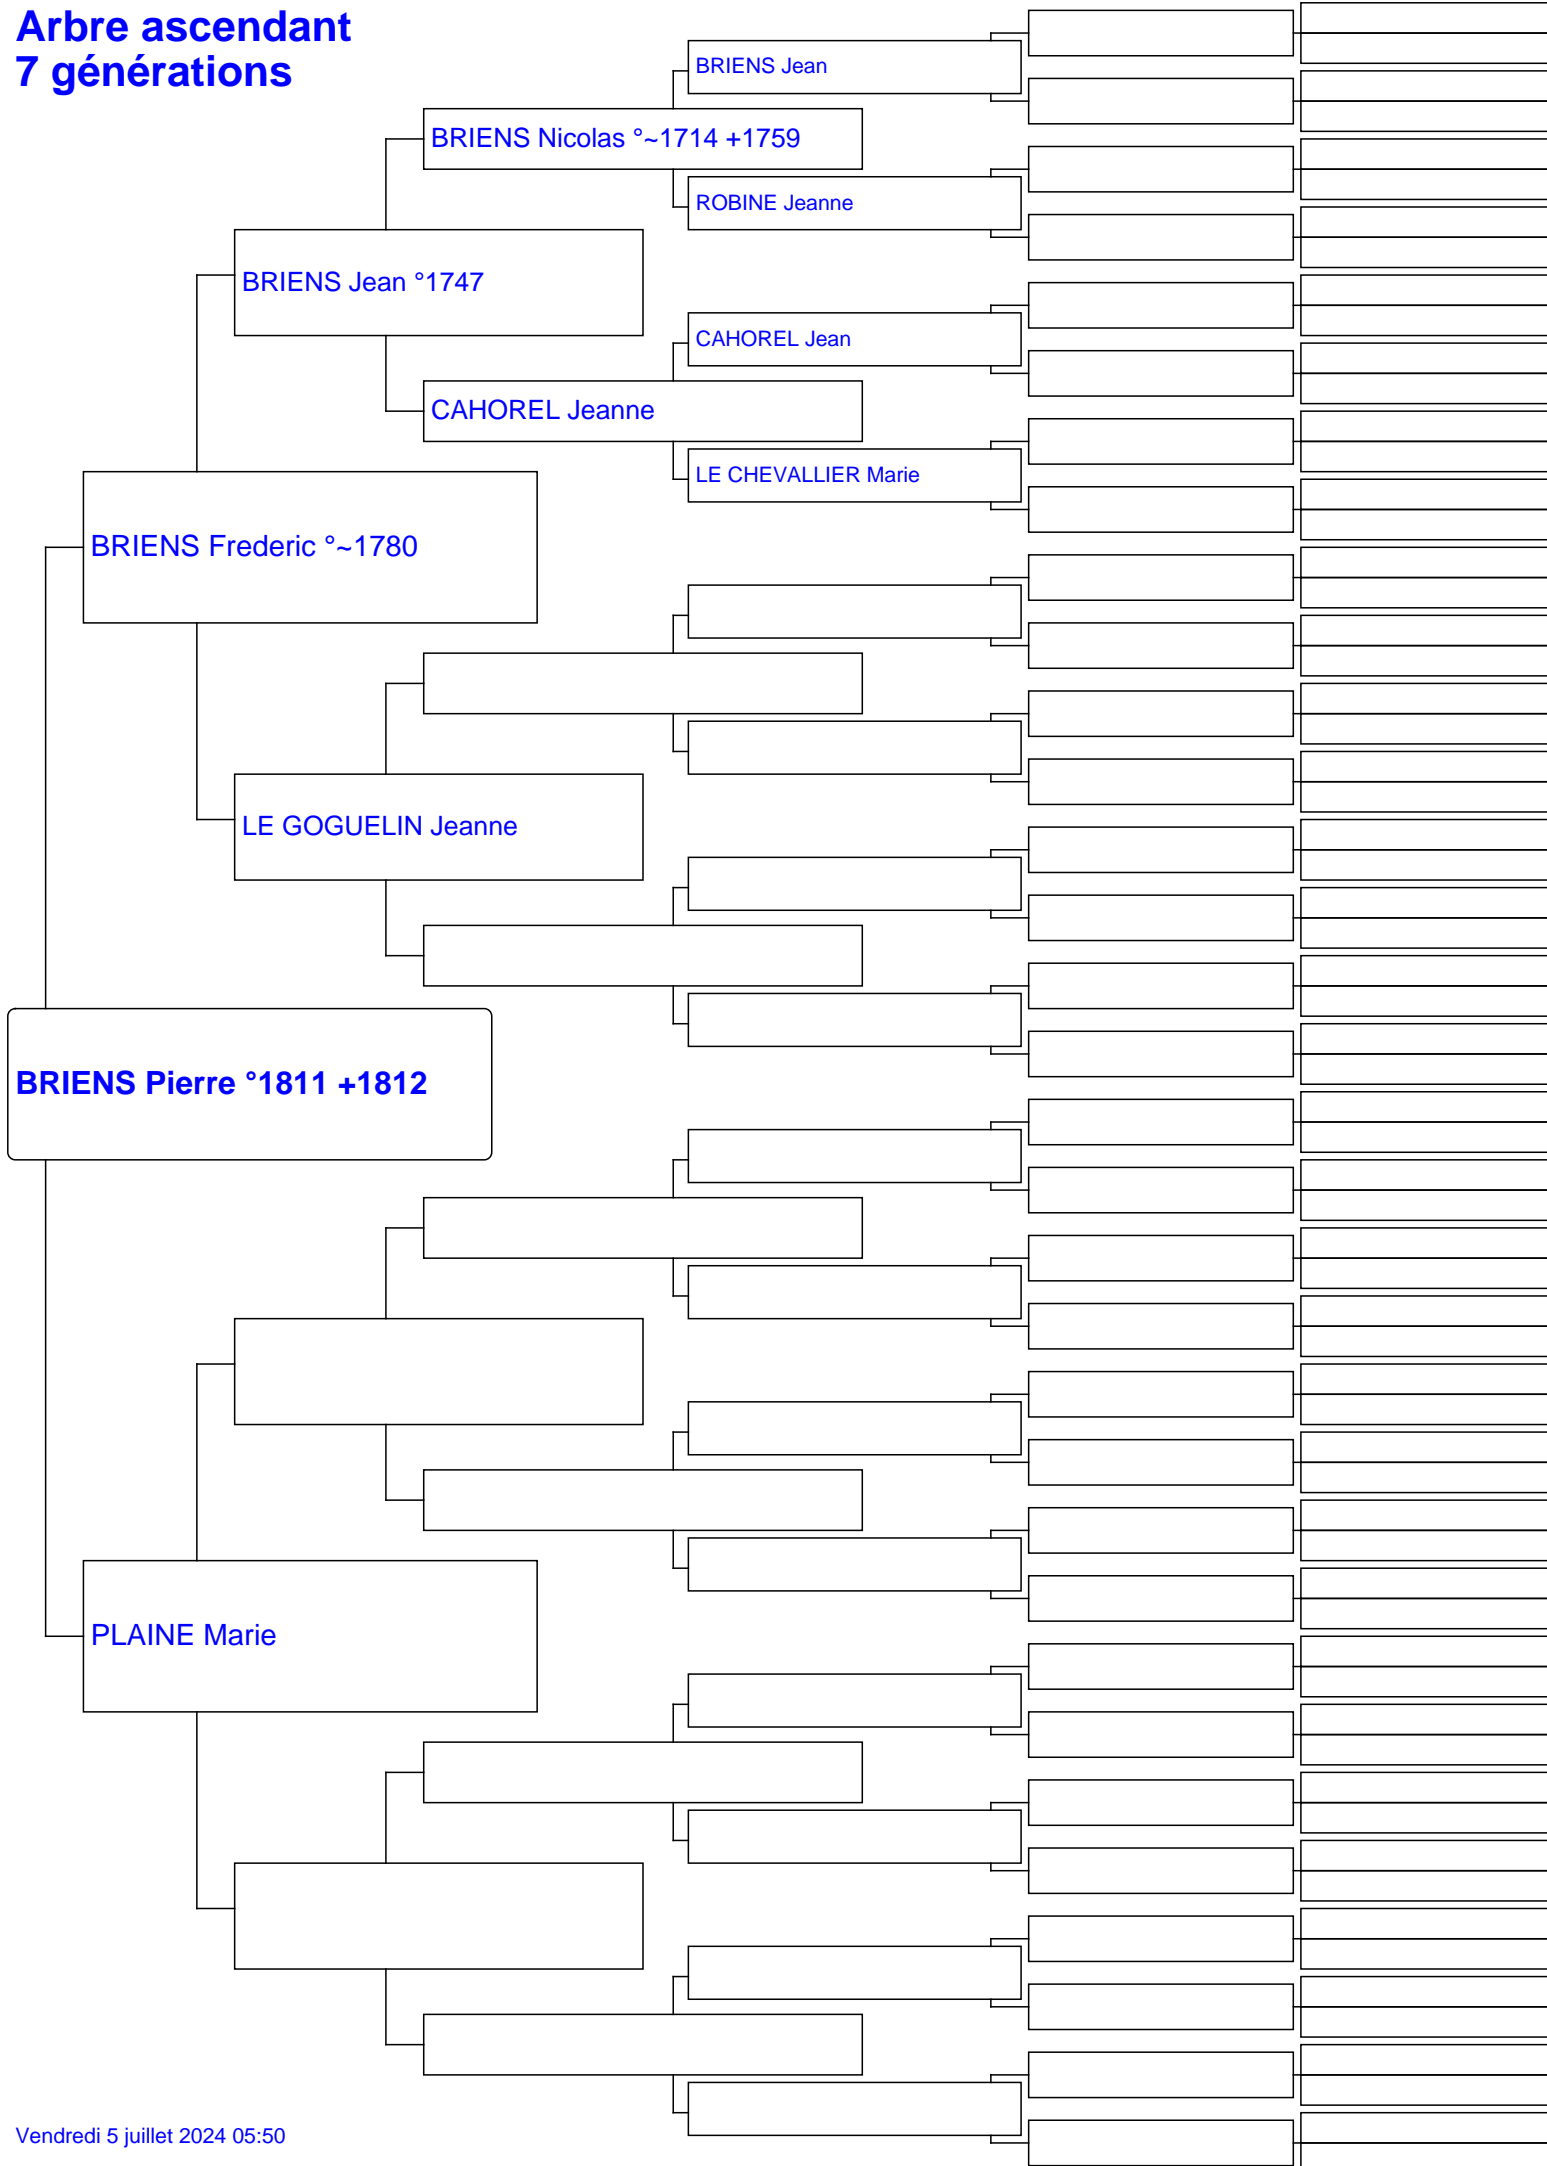 Arbre ascendant
7 générations
BRIENS Jean
BRIENS Nicolas °~1714 +1759
ROBINE Jeanne
BRIENS Jean °1747
CAHOREL Jean
CAHOREL Jeanne
LE CHEVALLIER Marie
BRIENS Frederic °~1780
LE GOGUELIN Jeanne
BRIENS Pierre °1811 +1812
PLAINE Marie
Vendredi 5 juillet 2024 05:50